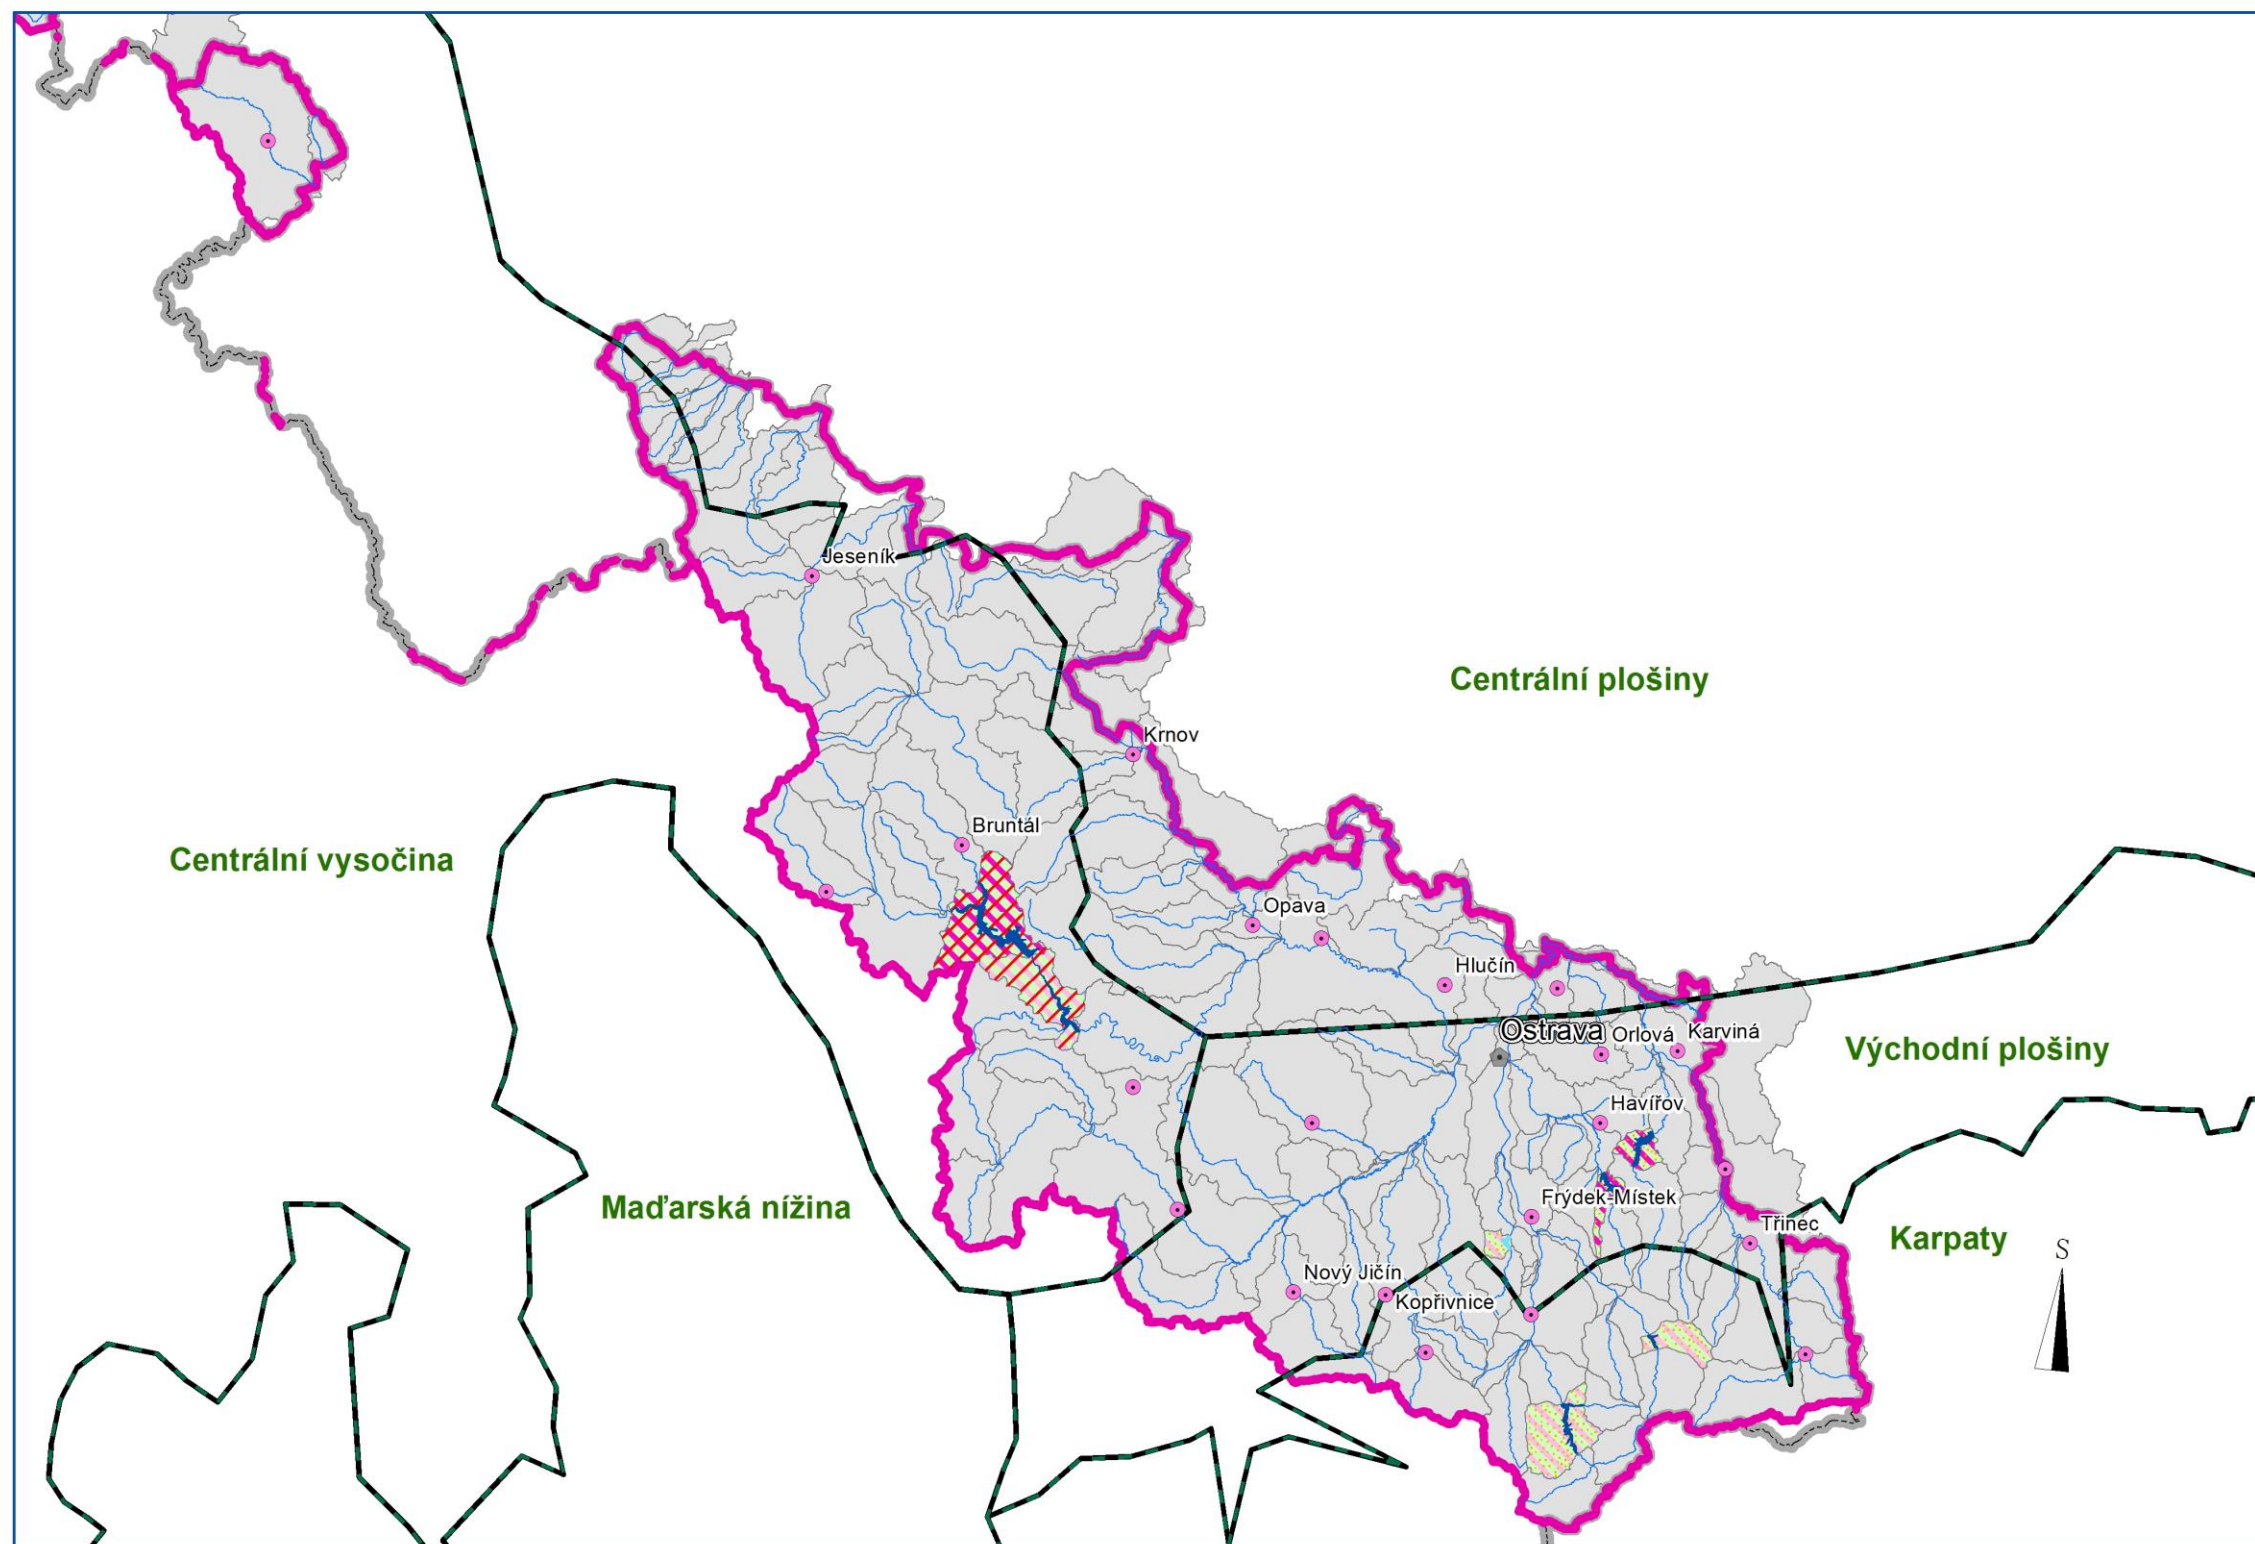 Jeseník
Centrální plošiny
Krnov
Bruntál
Centrální vysočina
Opava
Hlučín
Ostrava
Orlová
Karviná
Východní plošiny
Havířov
Frýdek-Místek
Maďarská nížina
Třinec
Karpaty
S
Nový Jičín
Kopřivnice